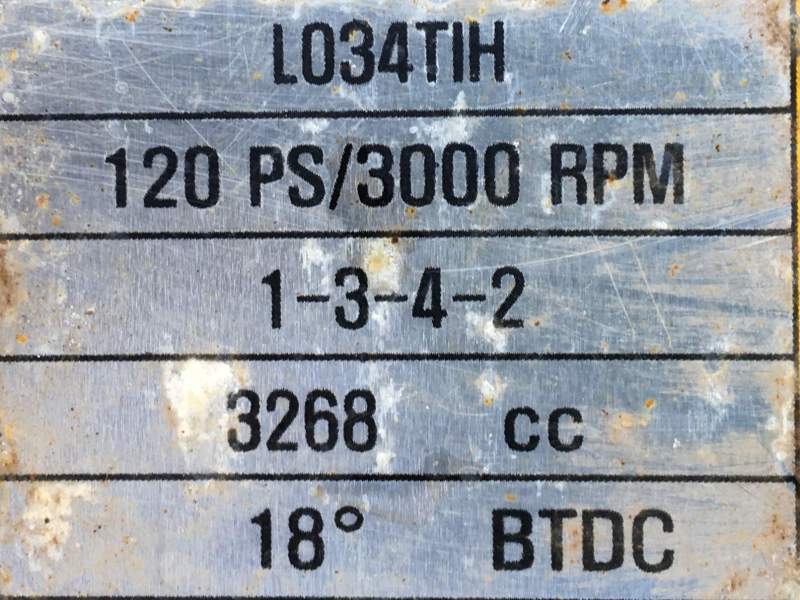 L034TIH
120 PS/3000 RPM
1-3-4-2
3268 cc
18° BTDC